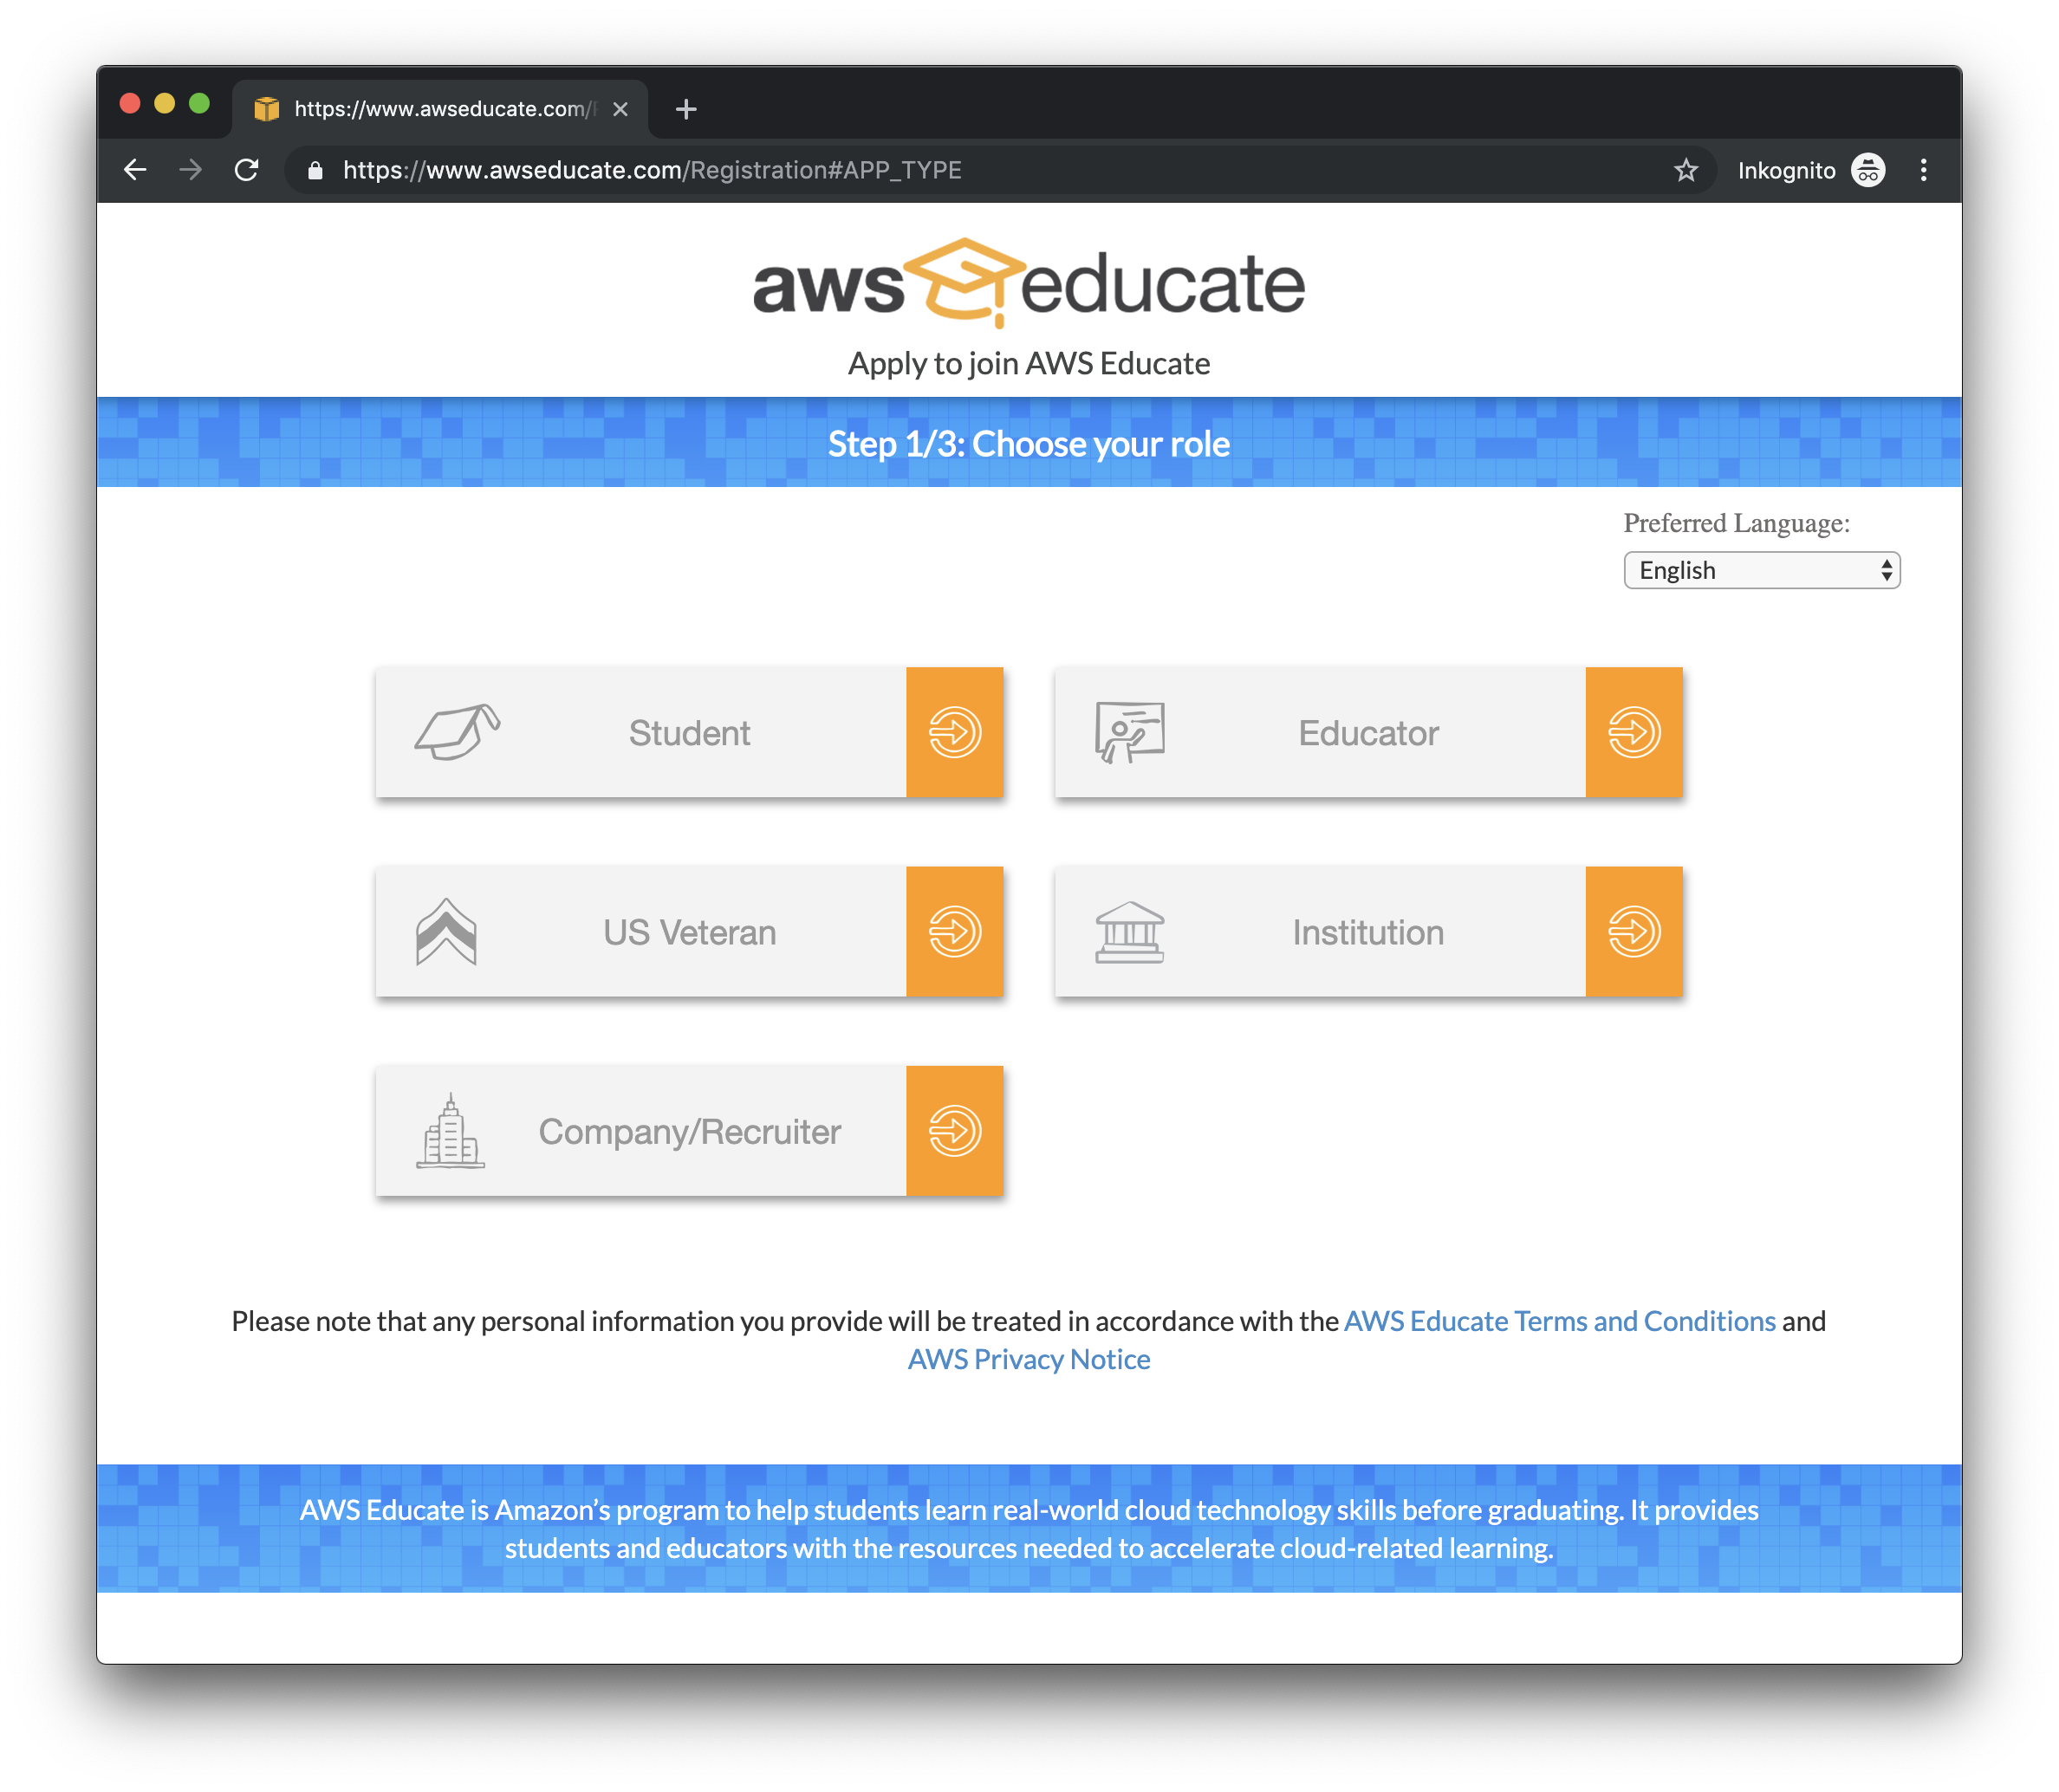 https://www.awseducate.com/
https://www.awseducate.com/Registration#APP_TYPE
Inkognito
aws educate
Apply to join AWS Educate
Step 1/3: Choose your role
Preferred Language:
English
Student
Educator
US Veteran
Institution
Company/Recruiter
Please note that any personal information you provide will be treated in accordance with the AWS Educate Terms and Conditions and
AWS Privacy Notice
AWS Educate is Amazon’s program to help students learn real-world cloud technology skills before graduating. It provides
students and educators with the resources needed to accelerate cloud-related learning.